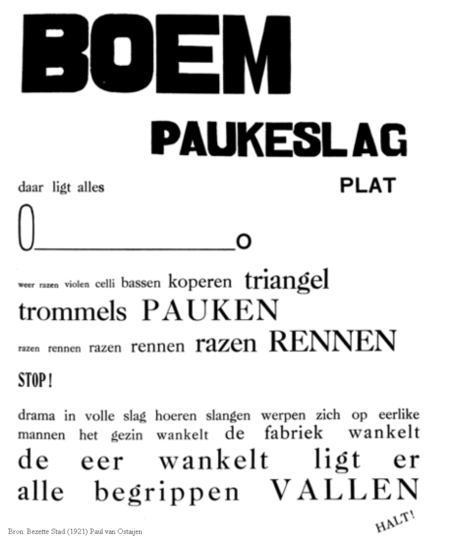 BOEM
PAUKESLAG
daar ligt alles PLAT
O____________________o
weer razen violen celli bassen koperen triangel
trommels PAUKEN
razen rennen razen rennen razen RENNEN
STOP!
drama in volle slag hoeren slangen werpen zich op eerlike
mannen het gezin wankelt de fabriek wankelt
de eer wankelt ligt er
alle begrippen VALLEN
HALT!
Bron: Bezette Stad (1921) Paul van Ostaijen